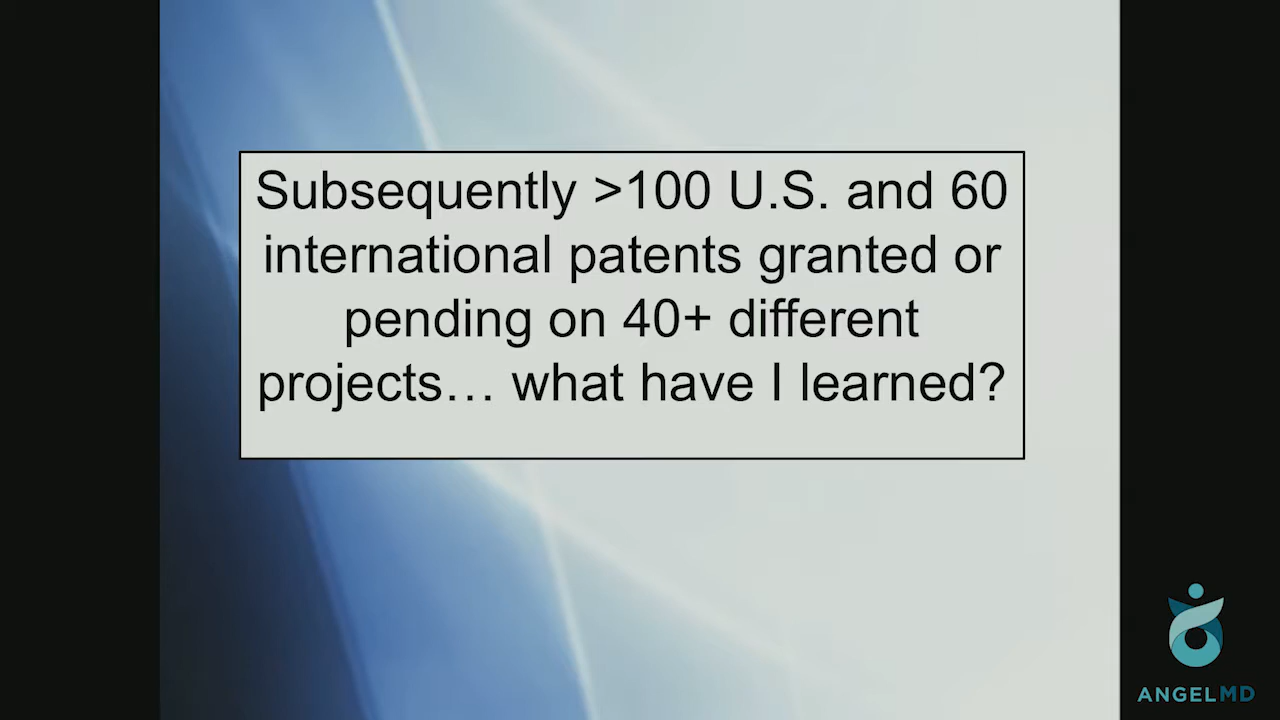 Subsequently >100 U.S. and 60
international patents granted or
pending on 40+ different
projects… what have I learned?
ANGELMD